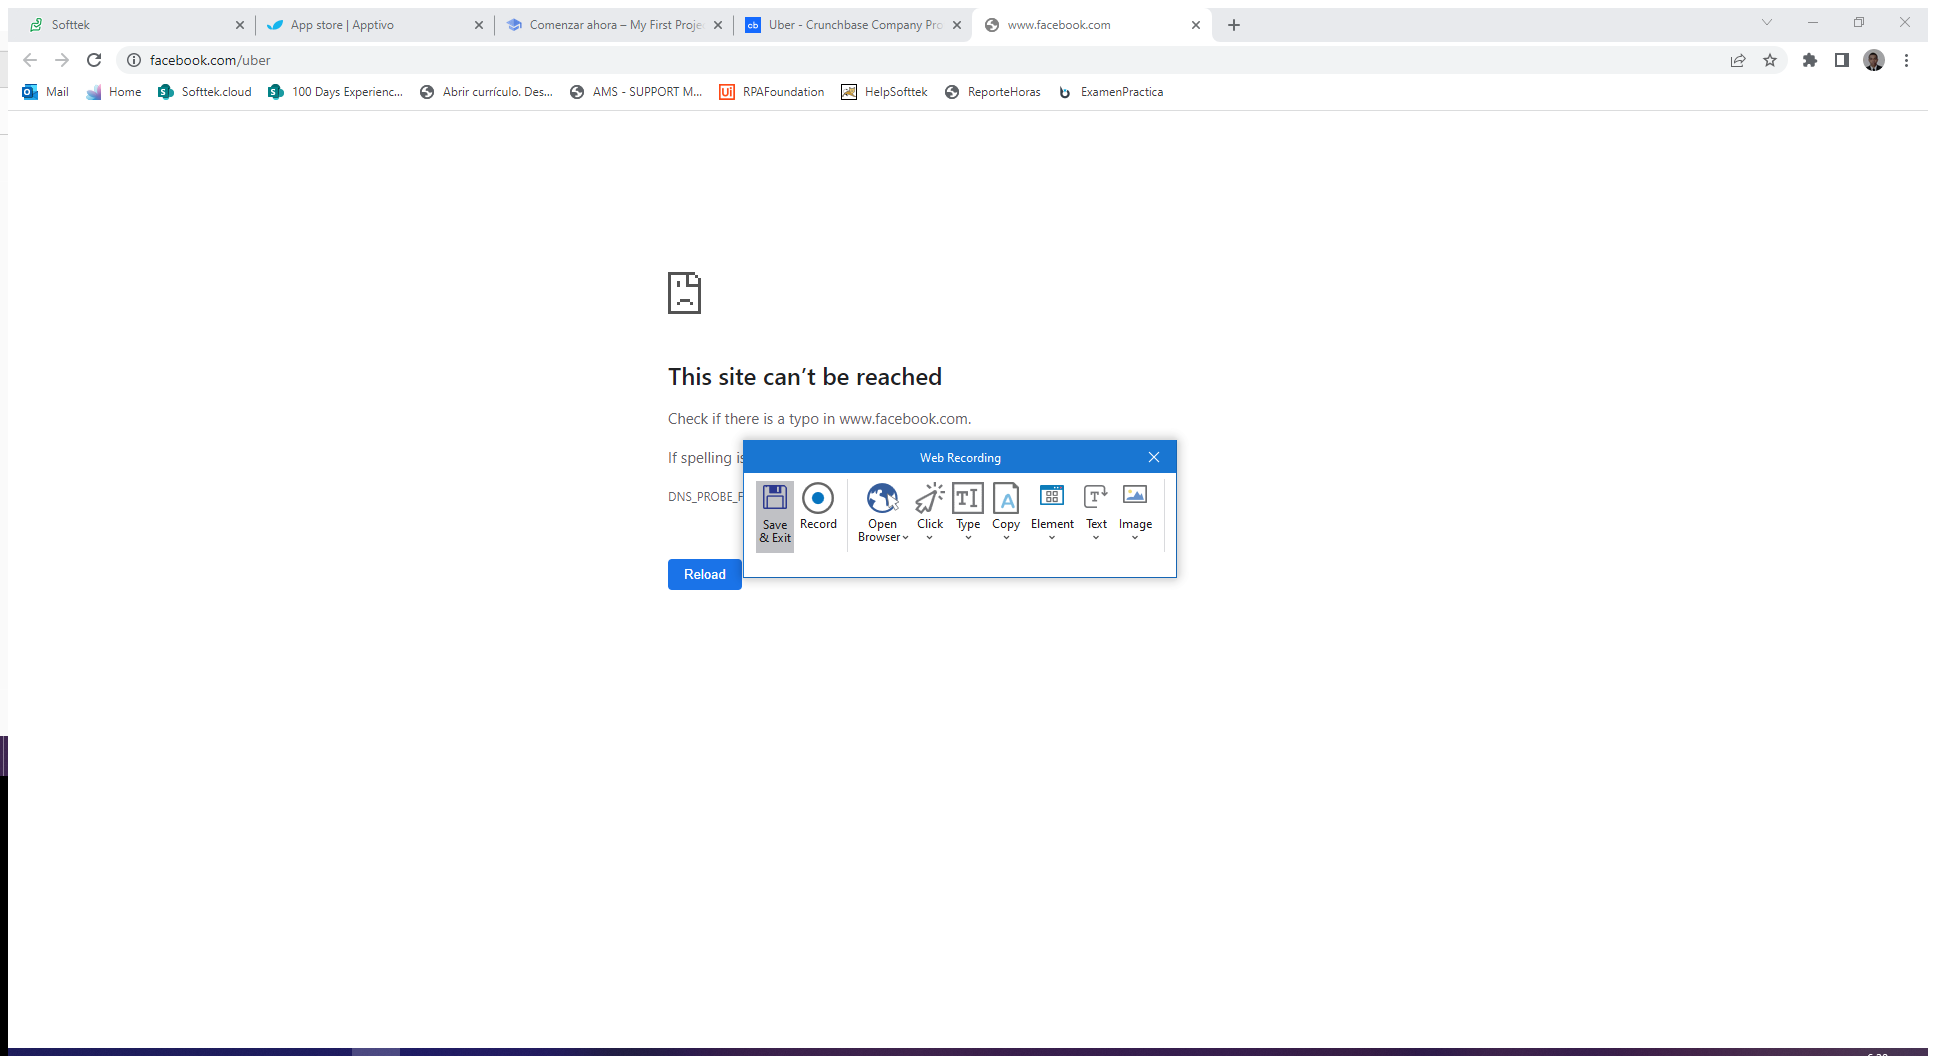 Softtek
App store | Apptivo
Comenzar ahora – My First Proje
Uber - Crunchbase Company Pro
www.facebook.com
facebook.com/uber
Mail
Home
Softtek.cloud
100 Days Experienc...
Abrir currículo. Des...
AMS - SUPPORT M...
RPAFoundation
HelpSofttek
ReporteHoras
ExamenPractica
This site can’t be reached
Check if there is a typo in www.facebook.com.
If spelling is
DNS_PROBE_F
Reload
Web Recording
Save
& Exit
Record
Open
Browser
Click
Type
Copy
Element
Text
Image